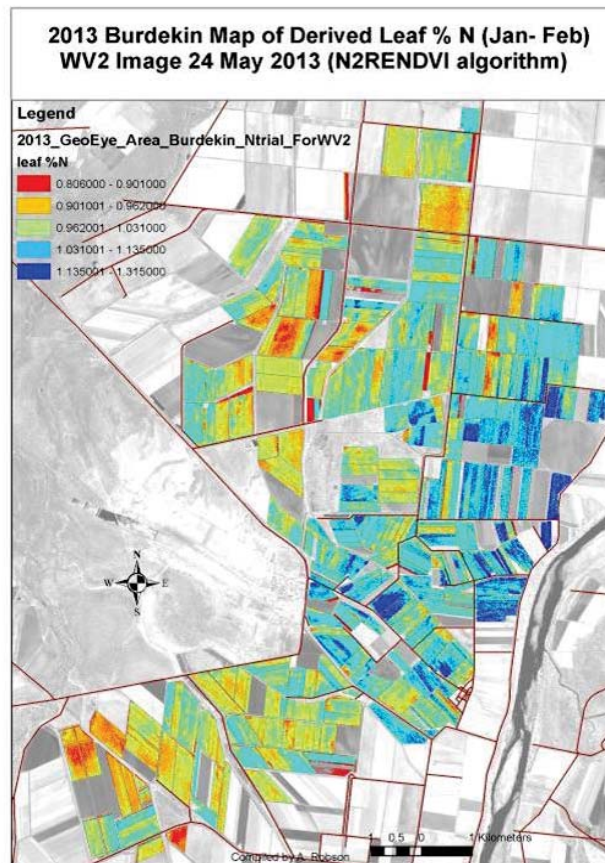 2013 Burdekin Map of Derived Leaf % N (Jan- Feb)
WV2 Image 24 May 2013 (N2RENDVI algorithm)
Legend
2013_GeoEye_Area_Burdekin_Ntrial_ForWV2
leaf %N
0.806000 - 0.901000
0.901001 - 0.962000
0.962001 - 1.031000
1.031001 - 1.135000
1.135001 - 1.315000
N
W E
S
1 0.5 0 1 Kilometers
Compiled by A. Robson